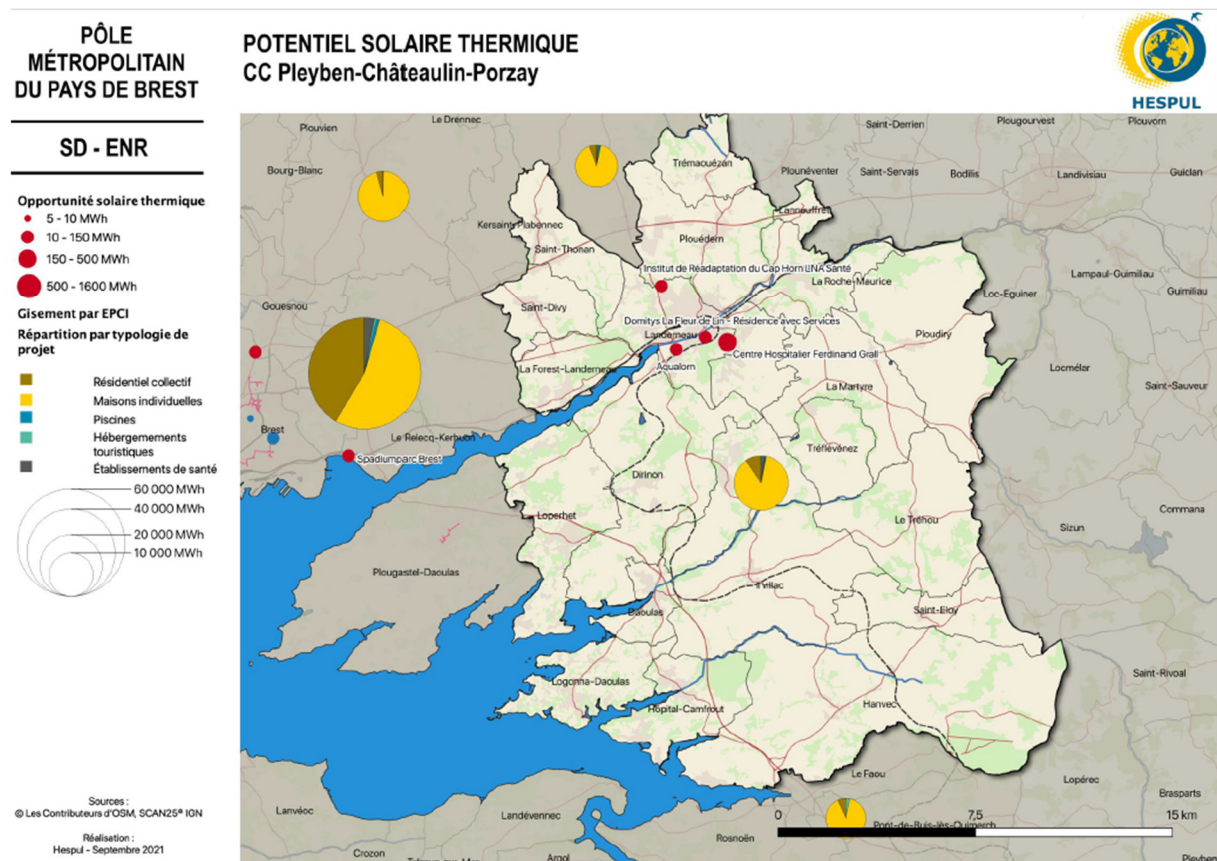 PÔLE
MÉTROPOLITAIN
DU PAYS DE BREST
SD - ENR
POTENTIEL SOLAIRE THERMIQUE
CC Pleyben-Châteaulin-Porzay
HESPUL
Opportunité solaire thermique
5 - 10 MWh
10 - 150 MWh
150 - 500 MWh
500 - 1600 MWh
Gisement par EPCI
Répartition par typologie de
projet
Résidentiel collectif
Maisons individuelles
Piscines
Hébergemements
touristiques
Établissements de santé
60 000 MWh
40 000 MWh
20 000 MWh
10 000 MWh
Sources :
© Les Contributeurs d'OSM, SCAN25® IGN
Réalisation :
Hespul - Septembre 2021
Plouvien
Le Drennec
Saint-Derrien
Plougourvest
Plouvorn
Bourg-Blanc
Trémaouézan
Plounéventer
Saint-Servais
Bodilis
Landivisiau
Guiclan
Lanneuffret
Kersaint-Plabennec
Saint-Thonan
Plouédern
Institut de Réadaptation du Cap Horn LNA Santé
La Roche-Maurice
Lampaul-Guimiliau
Loc-Eguiner
Guimiliau
Gouesnou
Saint-Divy
Domitys La Fleur de Lin - Résidence avec Services
Landerneau
Ploudiry
Centre Hospitalier Ferdinand Grall
Aqualorn
La Forest-Landerneau
Locmélar
La Martyre
Saint-Sauveur
Brest
Le Relecq-Kerhuon
Spadiumparc Brest
Tréflévénez
Dirinon
Loperhet
Le Tréhou
Commana
Sizun
Plougastel-Daoulas
Irvillac
Daoulas
Saint-Eloy
Saint-Rivoal
Logonna-Daoulas
Hôpital-Camfrout
Hanvec
Le Faou
Lopérec
Brasparts
Lanvéoc
Landévennec
Pont-de-Buis-lès-Quimerch
0
7,5
15 km
Rosnoën
Crozon
Argol
Pleyben